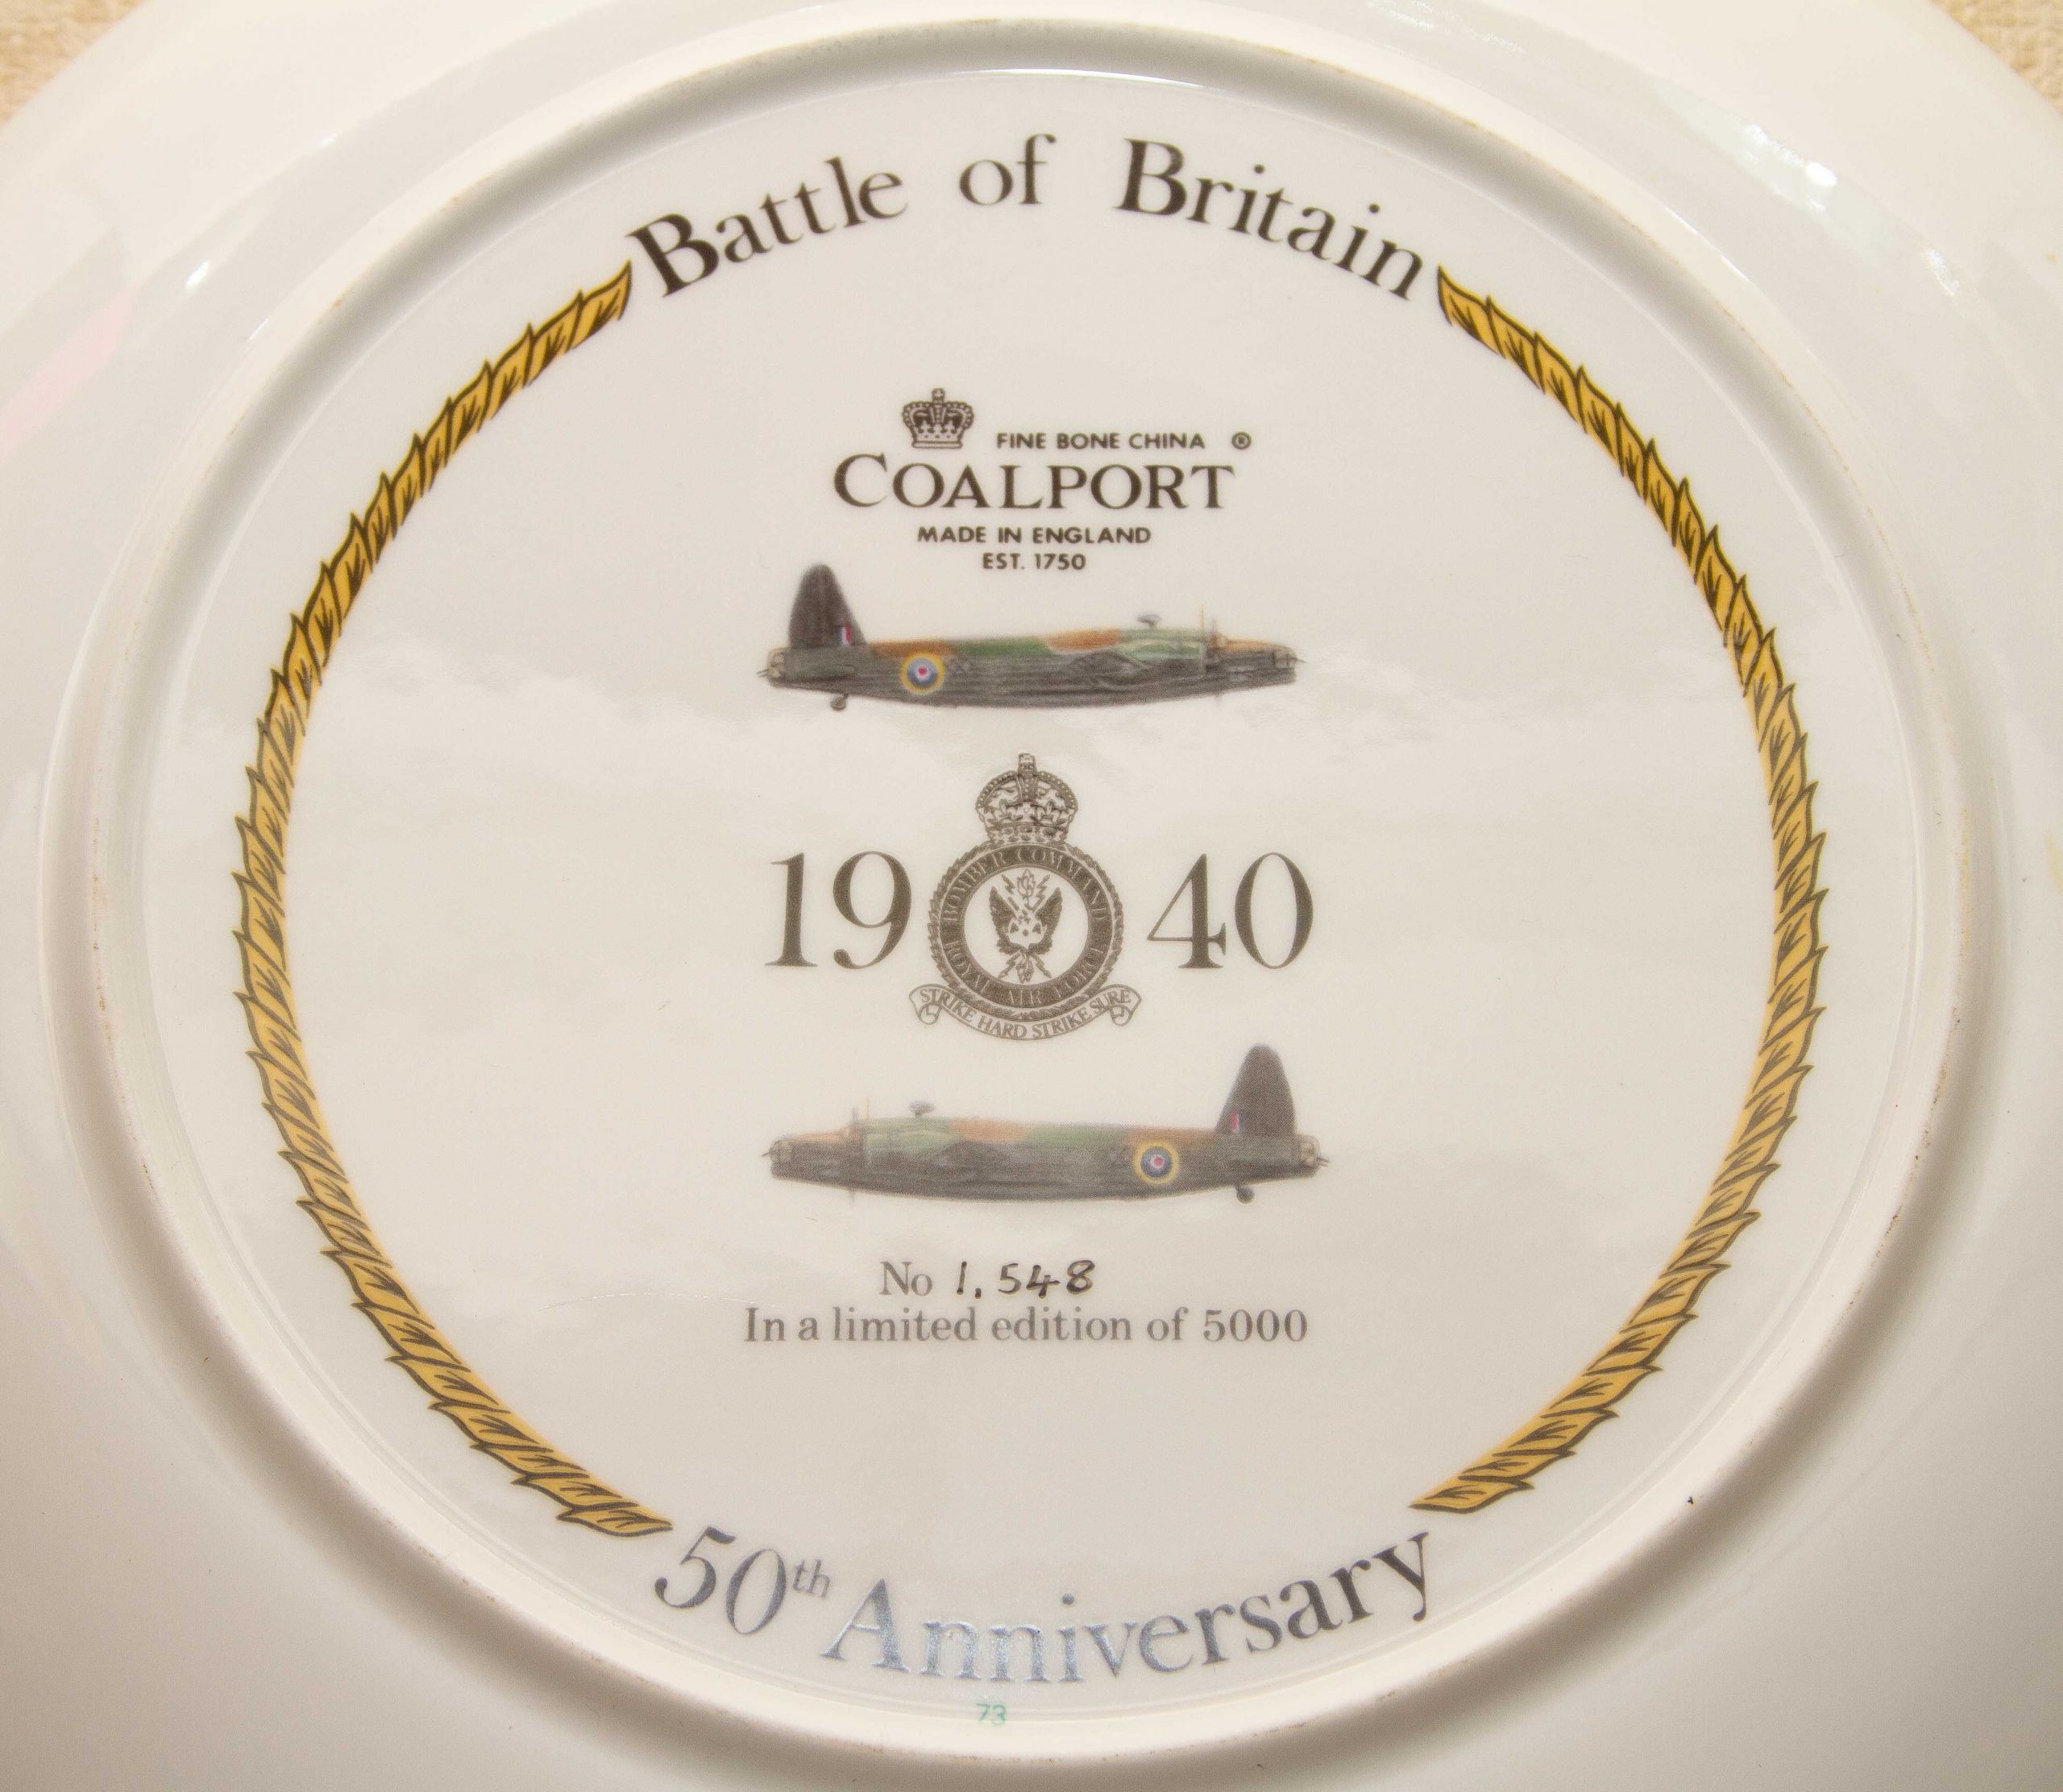 Battle of Britain
FINE BONE CHINA ®
COALPORT
MADE IN ENGLAND
EST. 1750
19 40
BOMBER COMMAND
ROYAL AIR FORCE
STRIKE HARD STRIKE SURE
No 1,548
In a limited edition of 5000
50th Anniversary
73